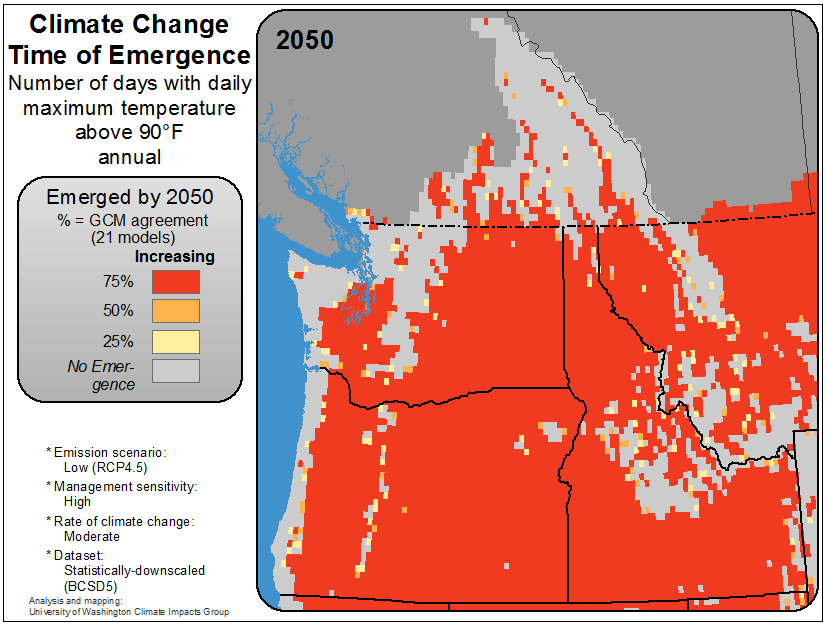 Climate Change
Time of Emergence
Number of days with daily
maximum temperature
above 90°F
annual
Emerged by 2050
% = GCM agreement
(21 models)
Increasing
75%
50%
25%
No Emer-
gence
* Emission scenario:
Low (RCP4.5)
* Management sensitivity:
High
* Rate of climate change:
Moderate
* Dataset:
Statistically-downscaled
(BCSD5)
Analysis and mapping:
University of Washington Climate Impacts Group
2050